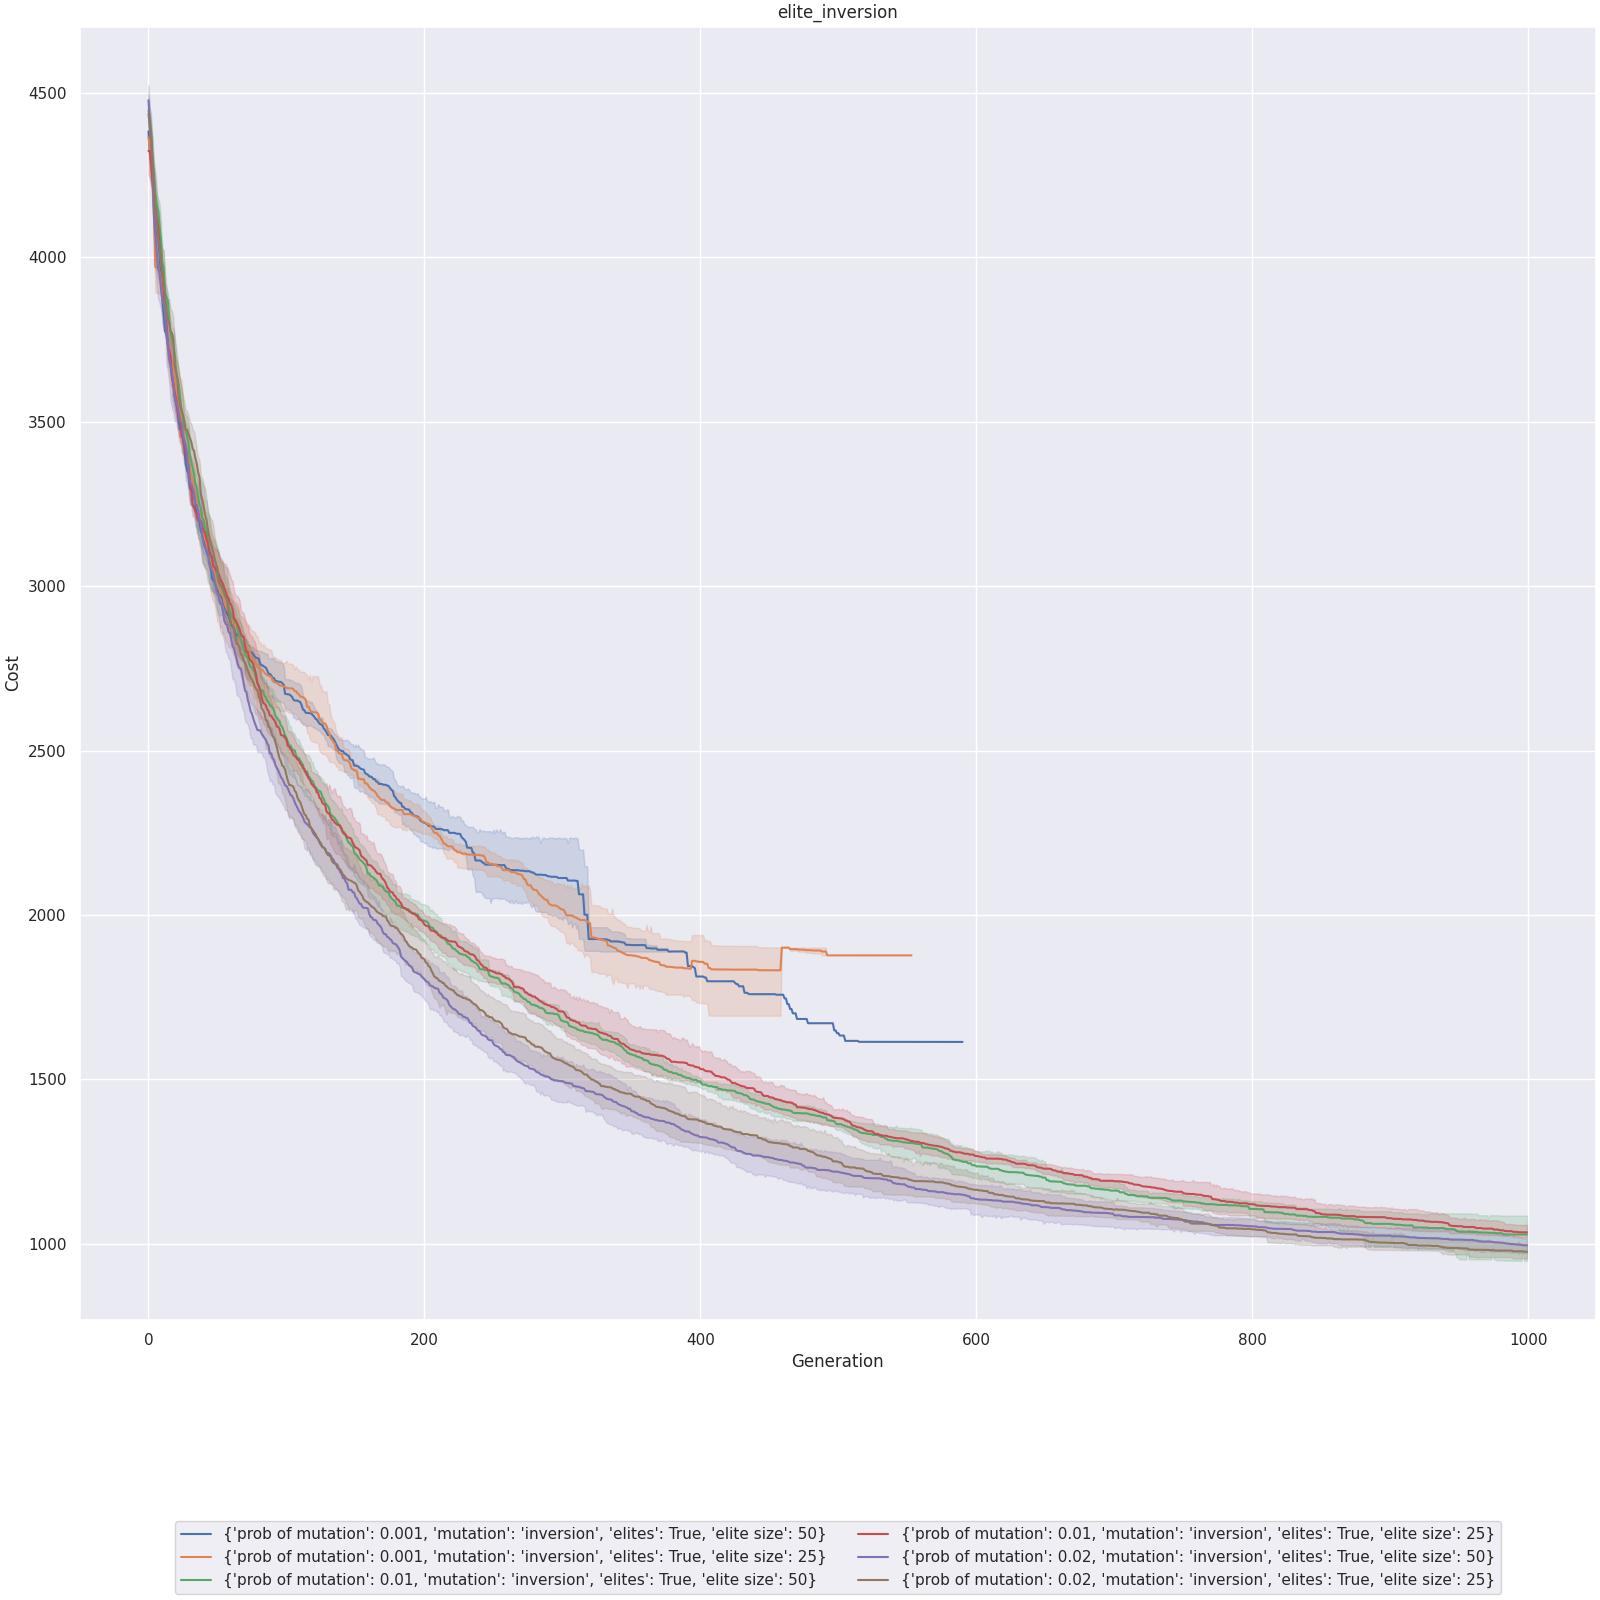 elite_inversion
4500
4000
3500
3000
2500
2000
1500
1000
Cost
0 200 400 600 800 1000
Generation
{'prob of mutation': 0.001, 'mutation': 'inversion', 'elites': True, 'elite size': 50}
{'prob of mutation': 0.001, 'mutation': 'inversion', 'elites': True, 'elite size': 25}
{'prob of mutation': 0.01, 'mutation': 'inversion', 'elites': True, 'elite size': 50}
{'prob of mutation': 0.01, 'mutation': 'inversion', 'elites': True, 'elite size': 25}
{'prob of mutation': 0.02, 'mutation': 'inversion', 'elites': True, 'elite size': 50}
{'prob of mutation': 0.02, 'mutation': 'inversion', 'elites': True, 'elite size': 25}